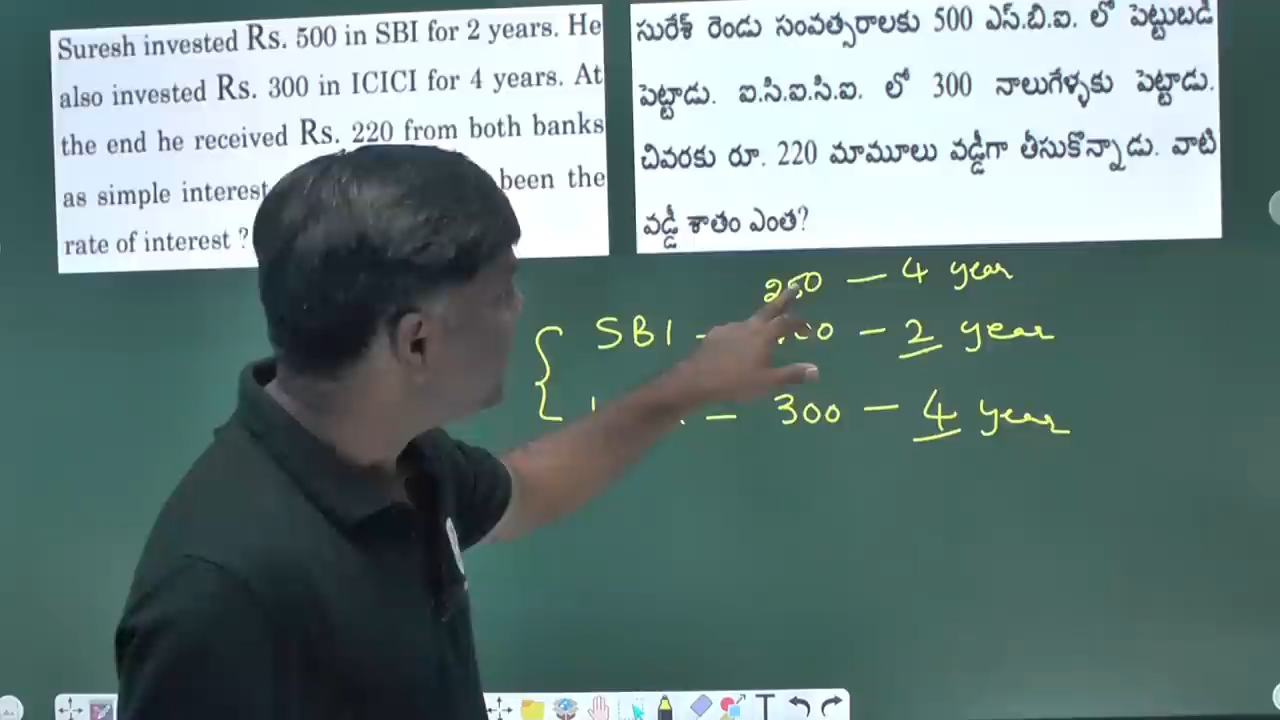 Suresh invested Rs. 500 in SBI for 2 years. He
also invested Rs. 300 in ICICI for 4 years. At
the end he received Rs. 220 from both banks
as simple interest been the
rate of interest ?
సురేశ్ రెండు సంవత్సరాలకు 500 ఎస్.బి.ఐ. లో పెట్టుబడి
పెట్టాడు. ఐ.సి.ఐ.సి.ఐ. లో 300 నాలుగేళ్ళకు పెట్టాడు.
చివరకు రూ. 220 మామూలు వడ్డీగా తీసుకొన్నాడు. వాటి
వడ్డీ శాతం ఎంత?
250 — 4 year
SBI - — 2 year
— 300 — 4 year